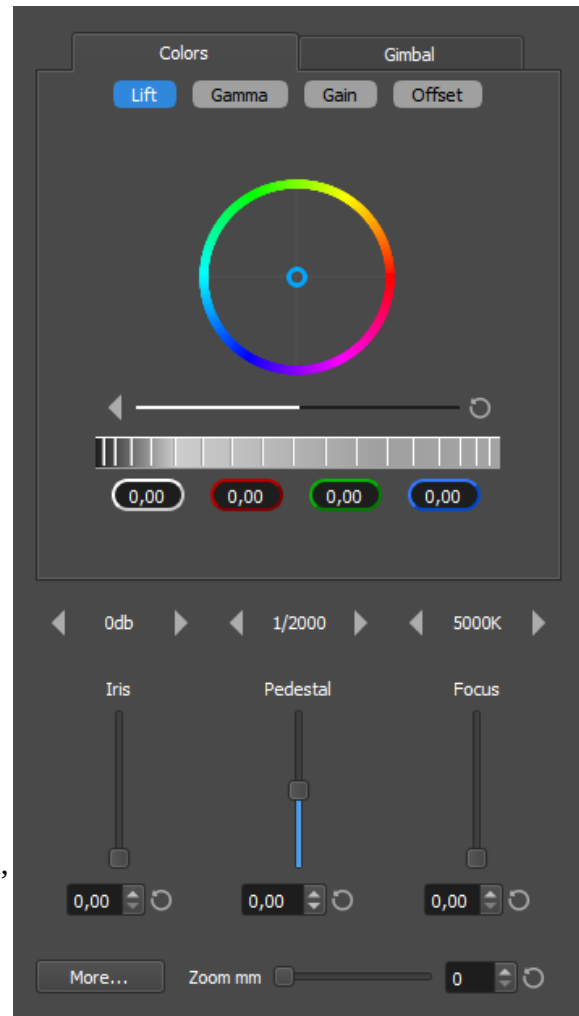 Colors Gimbal
Lift Gamma Gain Offset
0,00 0,00 0,00 0,00
0db 1/2000 5000K
Iris Pedestal Focus
,
0,00 0,00 0,00
More... Zoom mm 0